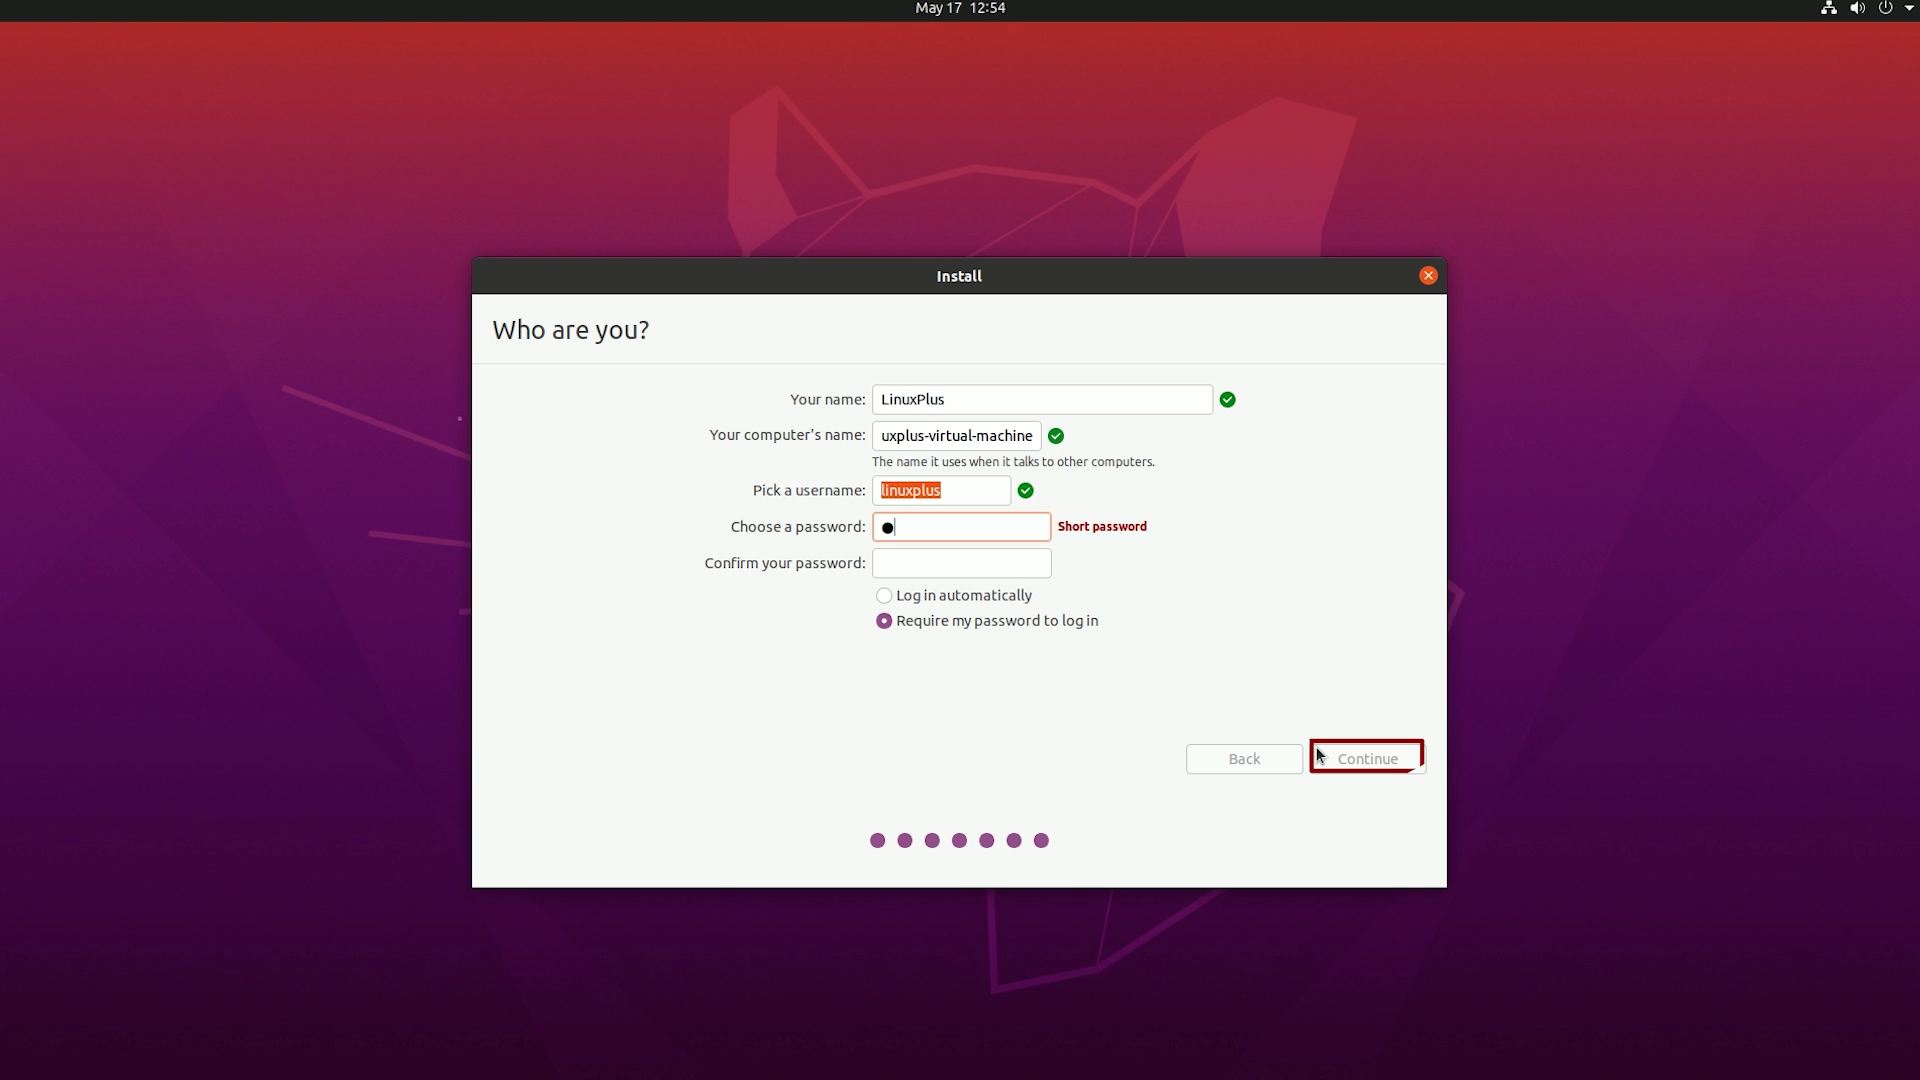 May 17 12:54
Install
Who are you?
Your name: LinuxPlus
Your computer's name: uxplus-virtual-machine
The name it uses when it talks to other computers.
Pick a username: linuxplus
Choose a password: ● Short password
Confirm your password:
Log in automatically
Require my password to log in
Back Continue